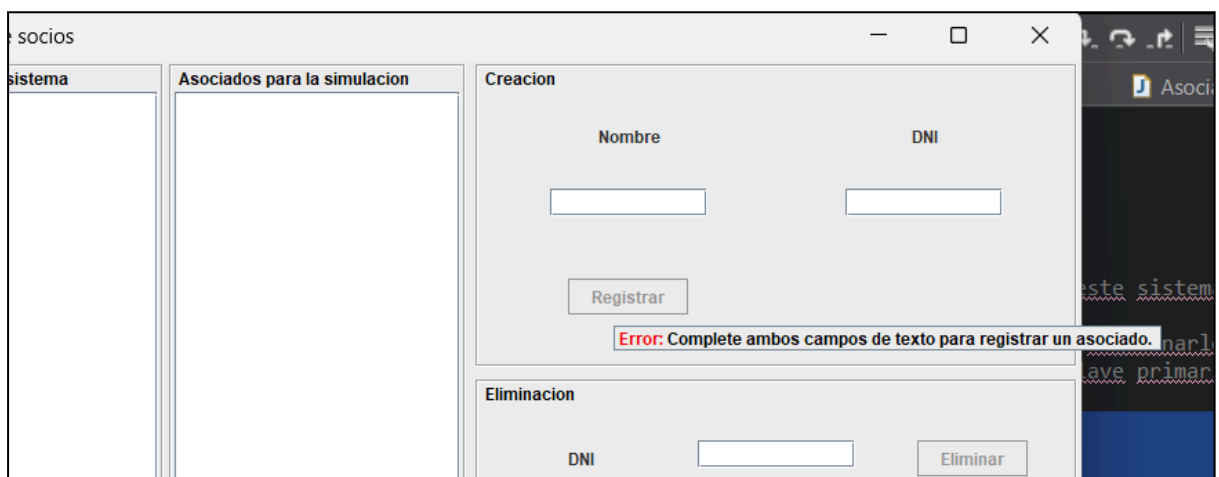 socios
sistema
Asociados para la simulacion
Creacion
Asoci
Nombre
DNI
Registrar
este sistem
Error: Complete ambos campos de texto para registrar un asociado.
narl
ave primar
Eliminacion
DNI
Eliminar